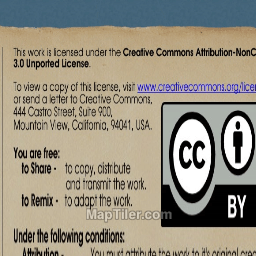 This work is licensed under the Creative Commons Attribution-NonC
3.0 Unported License.
To view a copy of this license, visit www.creativecommons.org/licen
or send a letter to Creative Commons,
444 Castro Street, Suite 900,
Mountain View, California, 94041, USA.
cc
BY
You are free:
to Share - to copy, distribute
and transmit the work.
to Remix - to adapt the work.
MapTiler.com
Under the following conditions:
Attribution - You must attribute the work to it's original crea